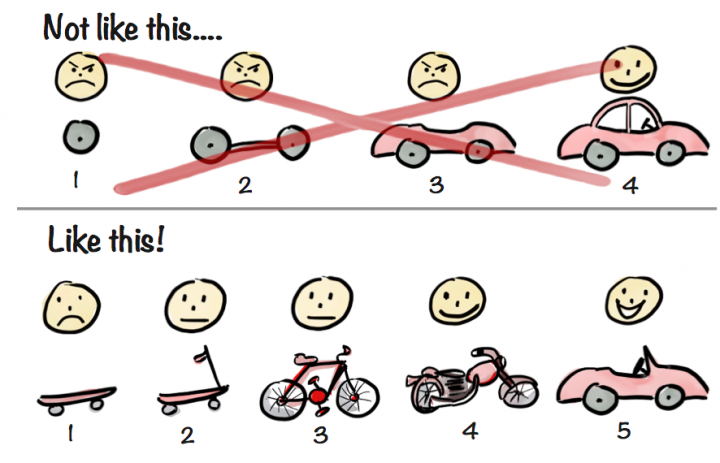 Not like this....
1 2 3 4
Like this!
1 2 3 4 5